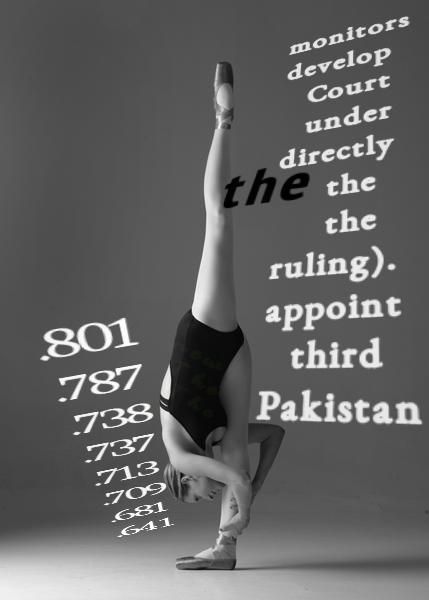 monitors
develop
Court
under
directly
the
the
the
ruling).
appoint
third
Pakistan
.801
.787
.738
.737
.713
.709
.681
.641